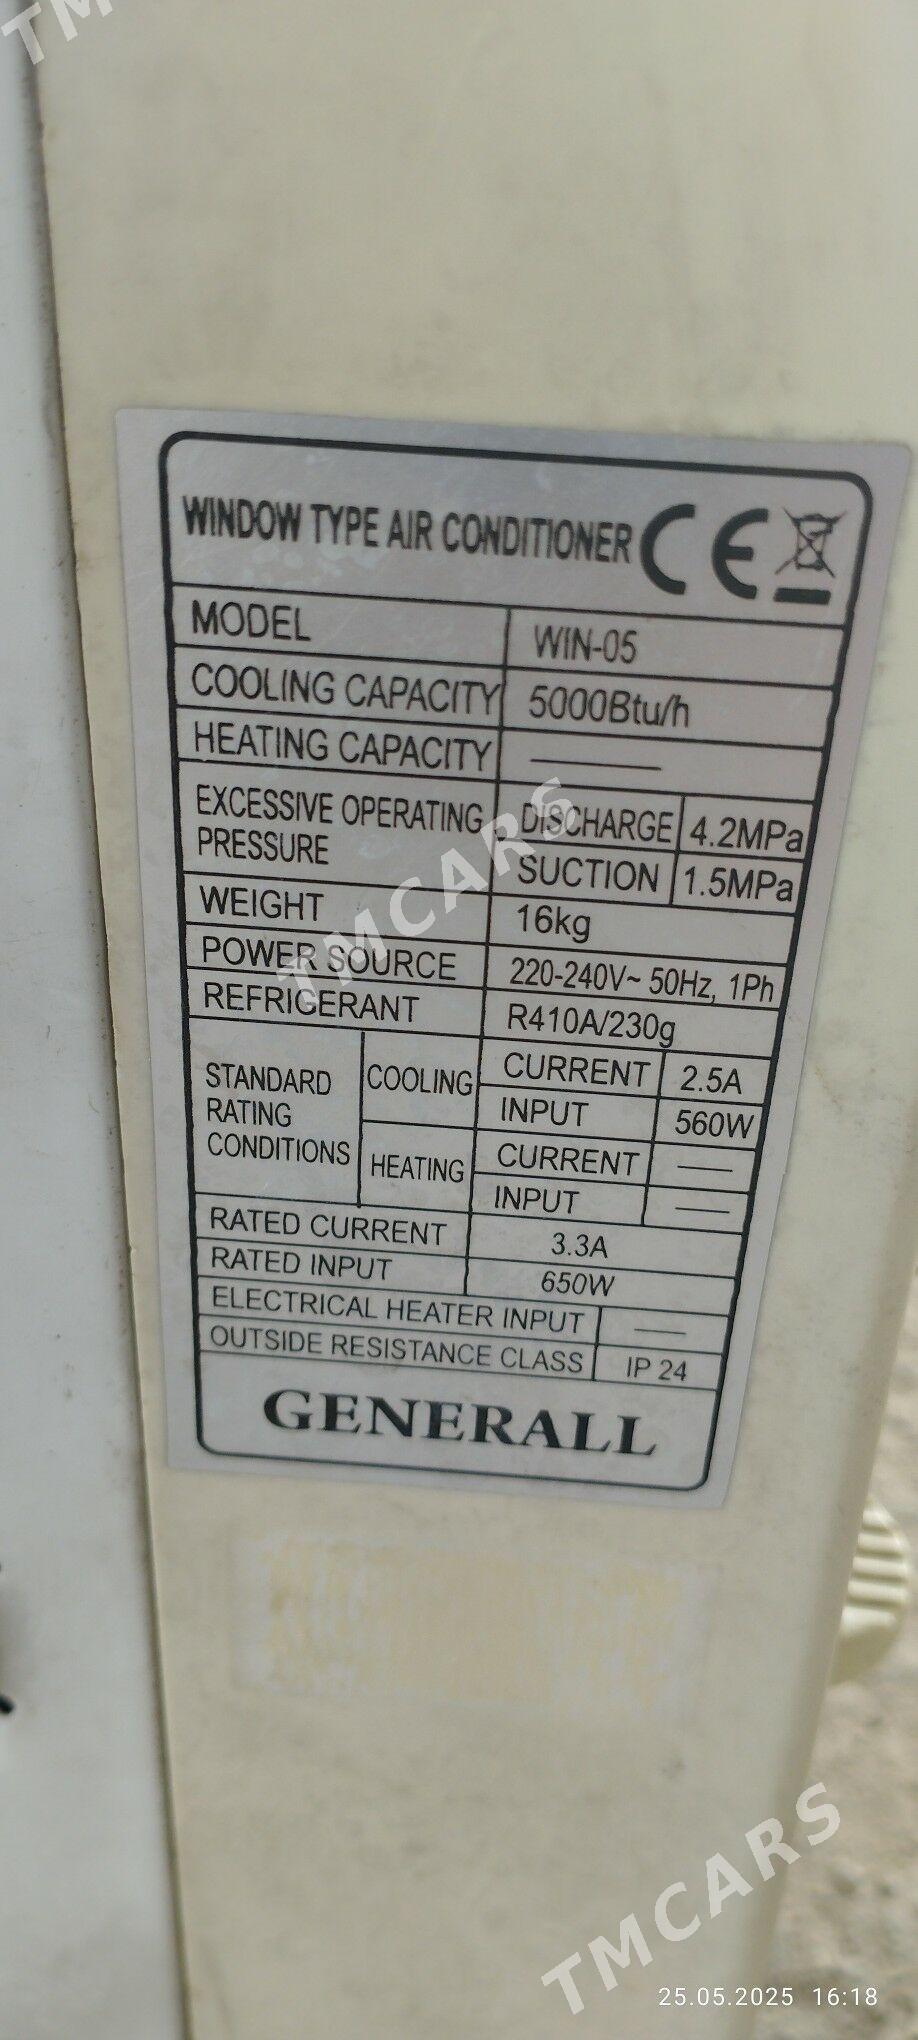 TM
WINDOW TYPE AIR CONDITIONER CE
MODEL WIN-05
COOLING CAPACITY 5000Btu/h
HEATING CAPACITY ——
EXCESSIVE OPERATING PRESSURE DISCHARGE 4.2MPa
SUCTION 1.5MPa
WEIGHT 16kg
POWER SOURCE 220-240V~ 50Hz, 1Ph
REFRIGERANT R410A/230g
STANDARD RATING CONDITIONS COOLING CURRENT 2.5A
INPUT 560W
HEATING CURRENT ——
INPUT ——
RATED CURRENT 3.3A
RATED INPUT 650W
ELECTRICAL HEATER INPUT ——
OUTSIDE RESISTANCE CLASS IP 24
GENERALL
TMCARS
TMCARS
25.05.2025 16:18